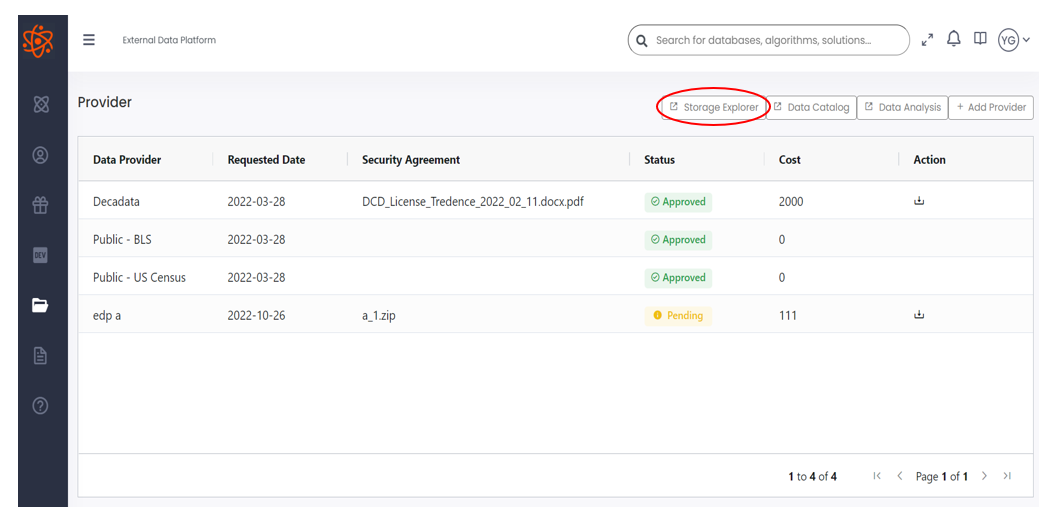 External Data Platform
Search for databases, algorithms, solutions...
YG
Provider
Storage Explorer
Data Catalog
Data Analysis
+ Add Provider
Data Provider Requested Date Security Agreement Status Cost Action
Decadata 2022-03-28 DCD_License_Tredence_2022_02_11.docx.pdf Approved 2000
Public - BLS 2022-03-28 Approved 0
Public - US Census 2022-03-28 Approved 0
edp a 2022-10-26 a_1.zip Pending 111
DEV
1 to 4 of 4 Page 1 of 1